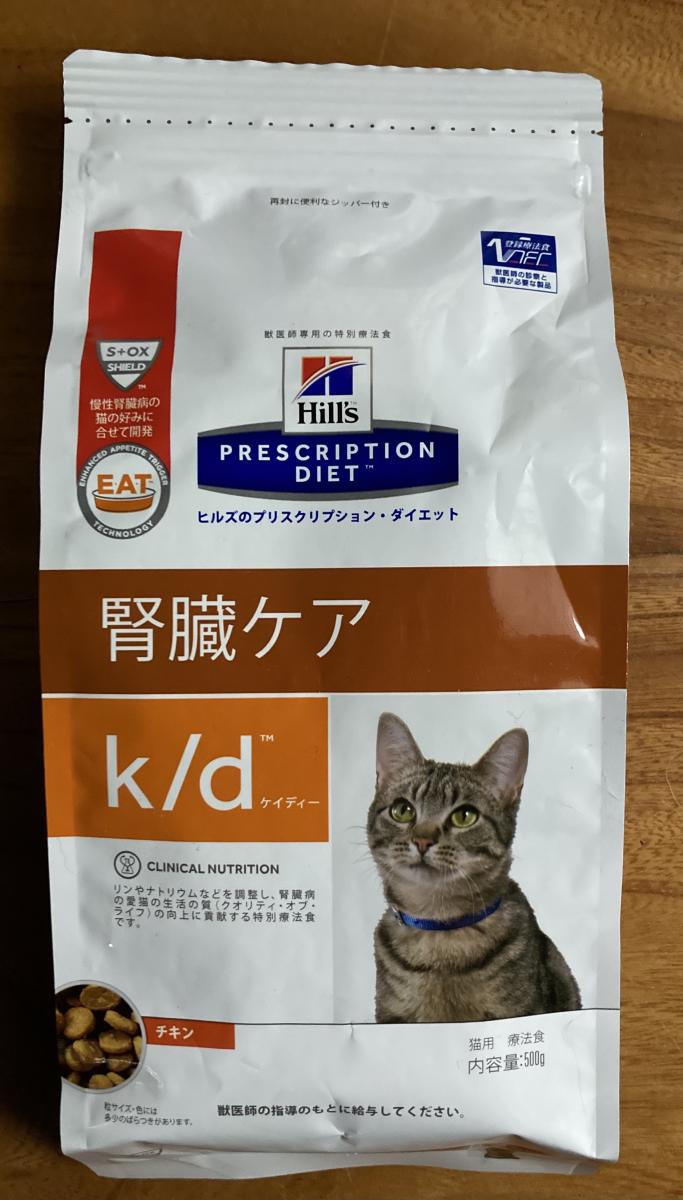 再封に便利なジッパー付き
登録療法食
VNEC
獣医師の診察と
指導が必要な製品
獣医師専用の特別療法食
S+OX
SHIELD™
慢性腎臓病の
猫の好みに
合せて開発
ENHANCED APPETITE TRIGGER
E.A.T.
TECHNOLOGY
Hill's™
PRESCRIPTION
DIET™
ヒルズのプリスクリプション・ダイエット
腎臓ケア
k/d™
ケイディー
CLINICAL NUTRITION
リンやナトリウムなどを調整し、腎臓病
の愛猫の生活の質（クオリティ・オブ・
ライフ）の向上に貢献する特別療法食
です。
チキン
猫用 療法食
内容量:500g
粒サイズ・色には
多少のばらつきがあります。
獣医師の指導のもとに給与してください。